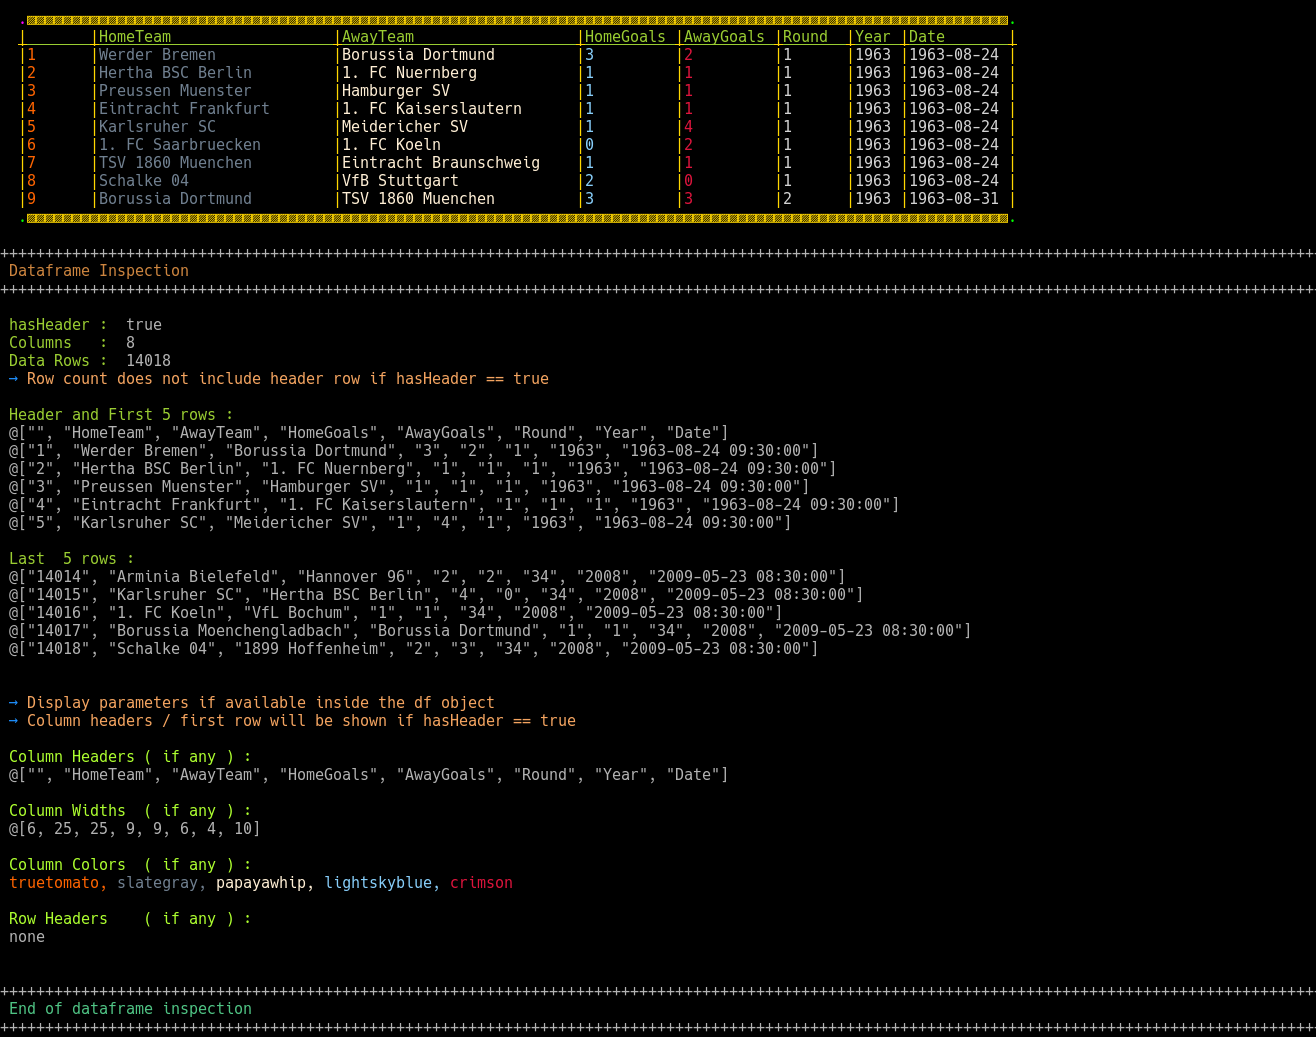 |       |HomeTeam                  |AwayTeam                  |HomeGoals |AwayGoals |Round  |Year |Date       |
|1      |Werder Bremen             |Borussia Dortmund         |3         |2         |1      |1963 |1963-08-24 |
|2      |Hertha BSC Berlin         |1. FC Nuernberg           |1         |1         |1      |1963 |1963-08-24 |
|3      |Preussen Muenster         |Hamburger SV              |1         |1         |1      |1963 |1963-08-24 |
|4      |Eintracht Frankfurt       |1. FC Kaiserslautern      |1         |1         |1      |1963 |1963-08-24 |
|5      |Karlsruher SC             |Meidericher SV            |1         |4         |1      |1963 |1963-08-24 |
|6      |1. FC Saarbruecken        |1. FC Koeln               |0         |2         |1      |1963 |1963-08-24 |
|7      |TSV 1860 Muenchen         |Eintracht Braunschweig    |1         |1         |1      |1963 |1963-08-24 |
|8      |Schalke 04                |VfB Stuttgart             |2         |0         |1      |1963 |1963-08-24 |
|9      |Borussia Dortmund         |TSV 1860 Muenchen         |3         |3         |2      |1963 |1963-08-31 |
Dataframe Inspection
hasHeader :  true
Columns   :  8
Data Rows :  14018
→ Row count does not include header row if hasHeader == true
Header and First 5 rows :
@["", "HomeTeam", "AwayTeam", "HomeGoals", "AwayGoals", "Round", "Year", "Date"]
@["1", "Werder Bremen", "Borussia Dortmund", "3", "2", "1", "1963", "1963-08-24 09:30:00"]
@["2", "Hertha BSC Berlin", "1. FC Nuernberg", "1", "1", "1", "1963", "1963-08-24 09:30:00"]
@["3", "Preussen Muenster", "Hamburger SV", "1", "1", "1", "1963", "1963-08-24 09:30:00"]
@["4", "Eintracht Frankfurt", "1. FC Kaiserslautern", "1", "1", "1", "1963", "1963-08-24 09:30:00"]
@["5", "Karlsruher SC", "Meidericher SV", "1", "4", "1", "1963", "1963-08-24 09:30:00"]
Last  5 rows :
@["14014", "Arminia Bielefeld", "Hannover 96", "2", "2", "34", "2008", "2009-05-23 08:30:00"]
@["14015", "Karlsruher SC", "Hertha BSC Berlin", "4", "0", "34", "2008", "2009-05-23 08:30:00"]
@["14016", "1. FC Koeln", "VfL Bochum", "1", "1", "34", "2008", "2009-05-23 08:30:00"]
@["14017", "Borussia Moenchengladbach", "Borussia Dortmund", "1", "1", "34", "2008", "2009-05-23 08:30:00"]
@["14018", "Schalke 04", "1899 Hoffenheim", "2", "3", "34", "2008", "2009-05-23 08:30:00"]
→ Display parameters if available inside the df object
→ Column headers / first row will be shown if hasHeader == true
Column Headers ( if any ) :
@["", "HomeTeam", "AwayTeam", "HomeGoals", "AwayGoals", "Round", "Year", "Date"]
Column Widths  ( if any ) :
@[6, 25, 25, 9, 9, 6, 4, 10]
Column Colors  ( if any ) :
truetomato, slategray, papayawhip, lightskyblue, crimson
Row Headers    ( if any ) :
none
End of dataframe inspection